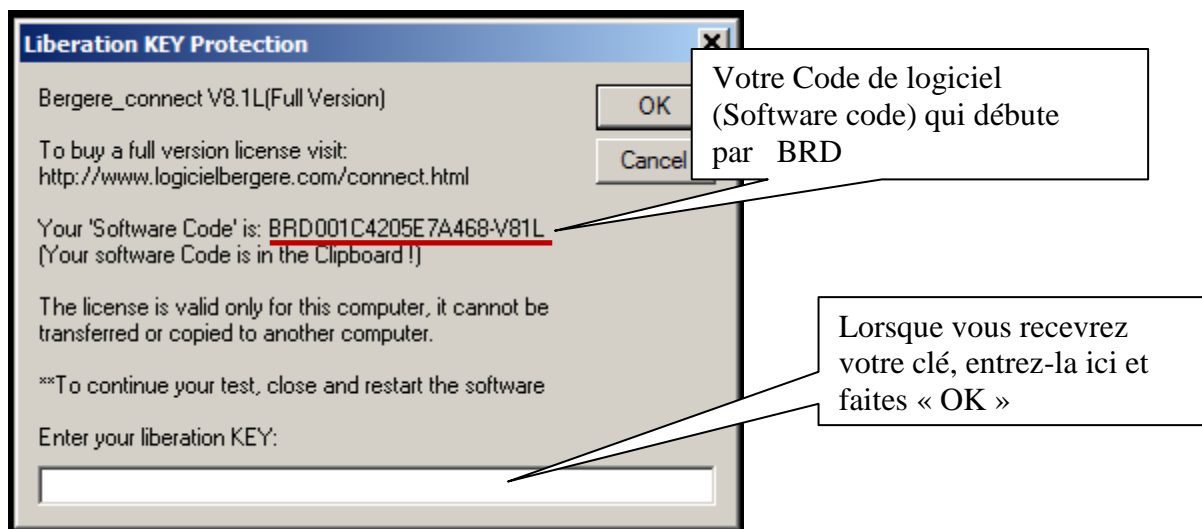 Liberation KEY Protection
Bergere_connect V8.1L(Full Version)
OK
To buy a full version license visit:
http://www.logicielbergere.com/connect.html
Cancel
Your 'Software Code' is: BRD001C4205E7A468-V81L
(Your software Code is in the Clipboard !)
The license is valid only for this computer, it cannot be
transferred or copied to another computer.
**To continue your test, close and restart the software
Enter your liberation KEY:
Votre Code de logiciel
(Software code) qui débute
par BRD
Lorsque vous recevrez
votre clé, entrez-la ici et
faites « OK »